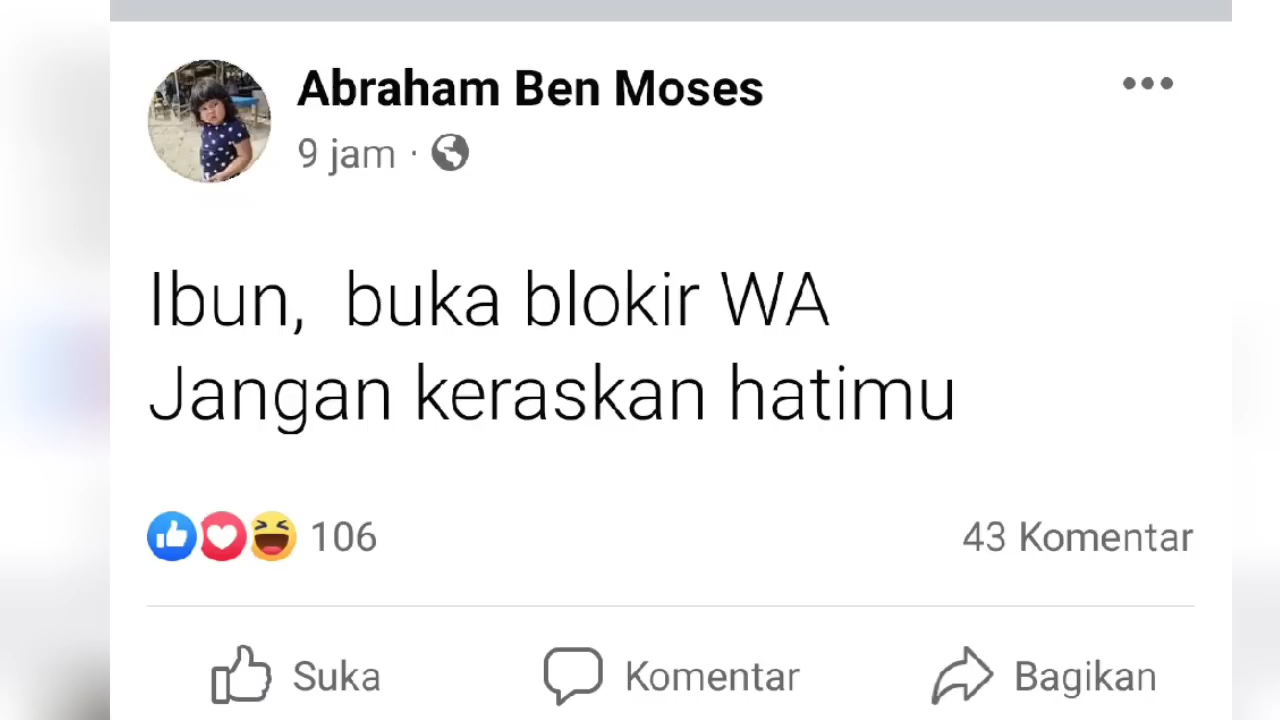 Abraham Ben Moses
9 jam ·
Ibun, buka blokir WA
Jangan keraskan hatimu
106
43 Komentar
Suka
Komentar
Bagikan